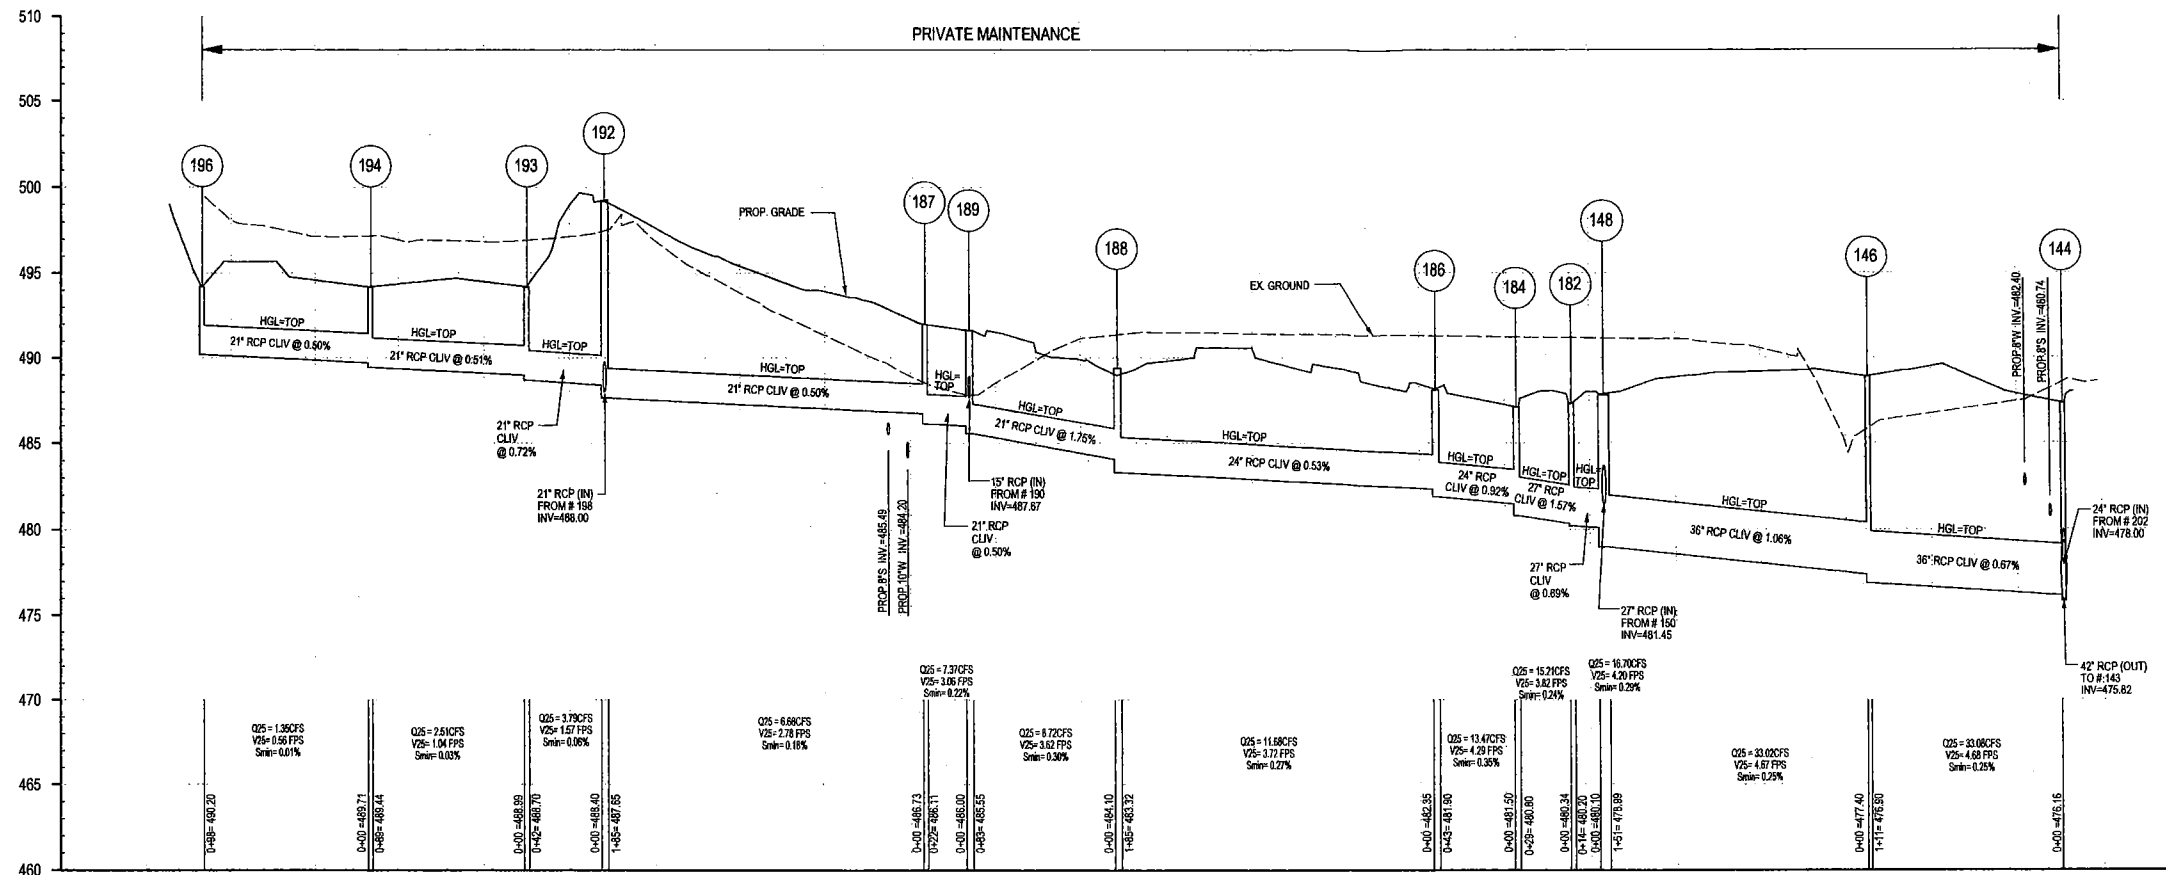 510
505
500
495
490
485
480
475
470
465
460
PRIVATE MAINTENANCE
196
194
193
192
187
189
188
186
184
182
148
146
144
PROP. GRADE
EX. GROUND
HGL=TOP
21" RCP CLIV @ 0.50%
HGL=TOP
21" RCP CLIV @ 0.51%
HGL=TOP
21" RCP
CLIV
@ 0.72%
21" RCP (IN)
FROM # 198
INV=488.00
HGL=TOP
21" RCP CLIV @ 0.50%
PROP.8"S INV.=485.49
PROP.10"W INV.=484.20
HGL=
TOP
21" RCP
CLIV
@ 0.50%
15" RCP (IN)
FROM # 190
INV=487.67
HGL=TOP
21" RCP CLIV @ 1.75%
HGL=TOP
24" RCP CLIV @ 0.53%
HGL=TOP
24" RCP
CLIV @ 0.92%
HGL=TOP
27" RCP
CLIV @ 1.57%
HGL=
TOP
27" RCP
CLIV
@ 0.69%
27" RCP (IN)
FROM # 150
INV=481.45
HGL=TOP
36" RCP CLIV @ 1.06%
HGL=TOP
36" RCP CLIV @ 0.67%
PROP.8"W INV.=482.40
PROP.8"S INV.=480.74
24" RCP (IN)
FROM # 202
INV=478.00
42" RCP (OUT)
TO # 143
INV=475.82
Q25 = 1.35CFS
V25= 0.56 FPS
Smin= 0.01%
Q25 = 2.51CFS
V25= 1.04 FPS
Smin= 0.03%
Q25 = 3.79CFS
V25= 1.57 FPS
Smin= 0.06%
Q25 = 6.68CFS
V25= 2.78 FPS
Smin= 0.18%
Q25 = 7.37CFS
V25= 3.06 FPS
Smin= 0.22%
Q25 = 8.72CFS
V25= 3.62 FPS
Smin= 0.30%
Q25 = 11.68CFS
V25= 3.72 FPS
Smin= 0.27%
Q25 = 13.47CFS
V25= 4.29 FPS
Smin= 0.35%
Q25 = 15.21CFS
V25= 3.82 FPS
Smin= 0.24%
Q25 = 16.70CFS
V25= 4.20 FPS
Smin= 0.29%
Q25 = 33.02CFS
V25= 4.67 FPS
Smin= 0.25%
Q25 = 33.08CFS
V25= 4.68 FPS
Smin= 0.25%
0+98= 490.20
0+00 =489.71
0+89= 489.44
0+00 =488.99
0+42= 488.70
0+00 =488.40
1+85= 487.65
0+00 =486.73
0+22= 486.11
0+00 =486.00
0+83= 485.55
0+00 =484.10
1+85= 483.32
0+00 =482.35
0+43= 481.90
0+00 =481.50
0+29= 480.80
0+00 =480.34
0+14= 480.20
0+00 =480.10
1+51= 478.99
0+00 =477.40
1+11= 476.90
0+00 =476.16